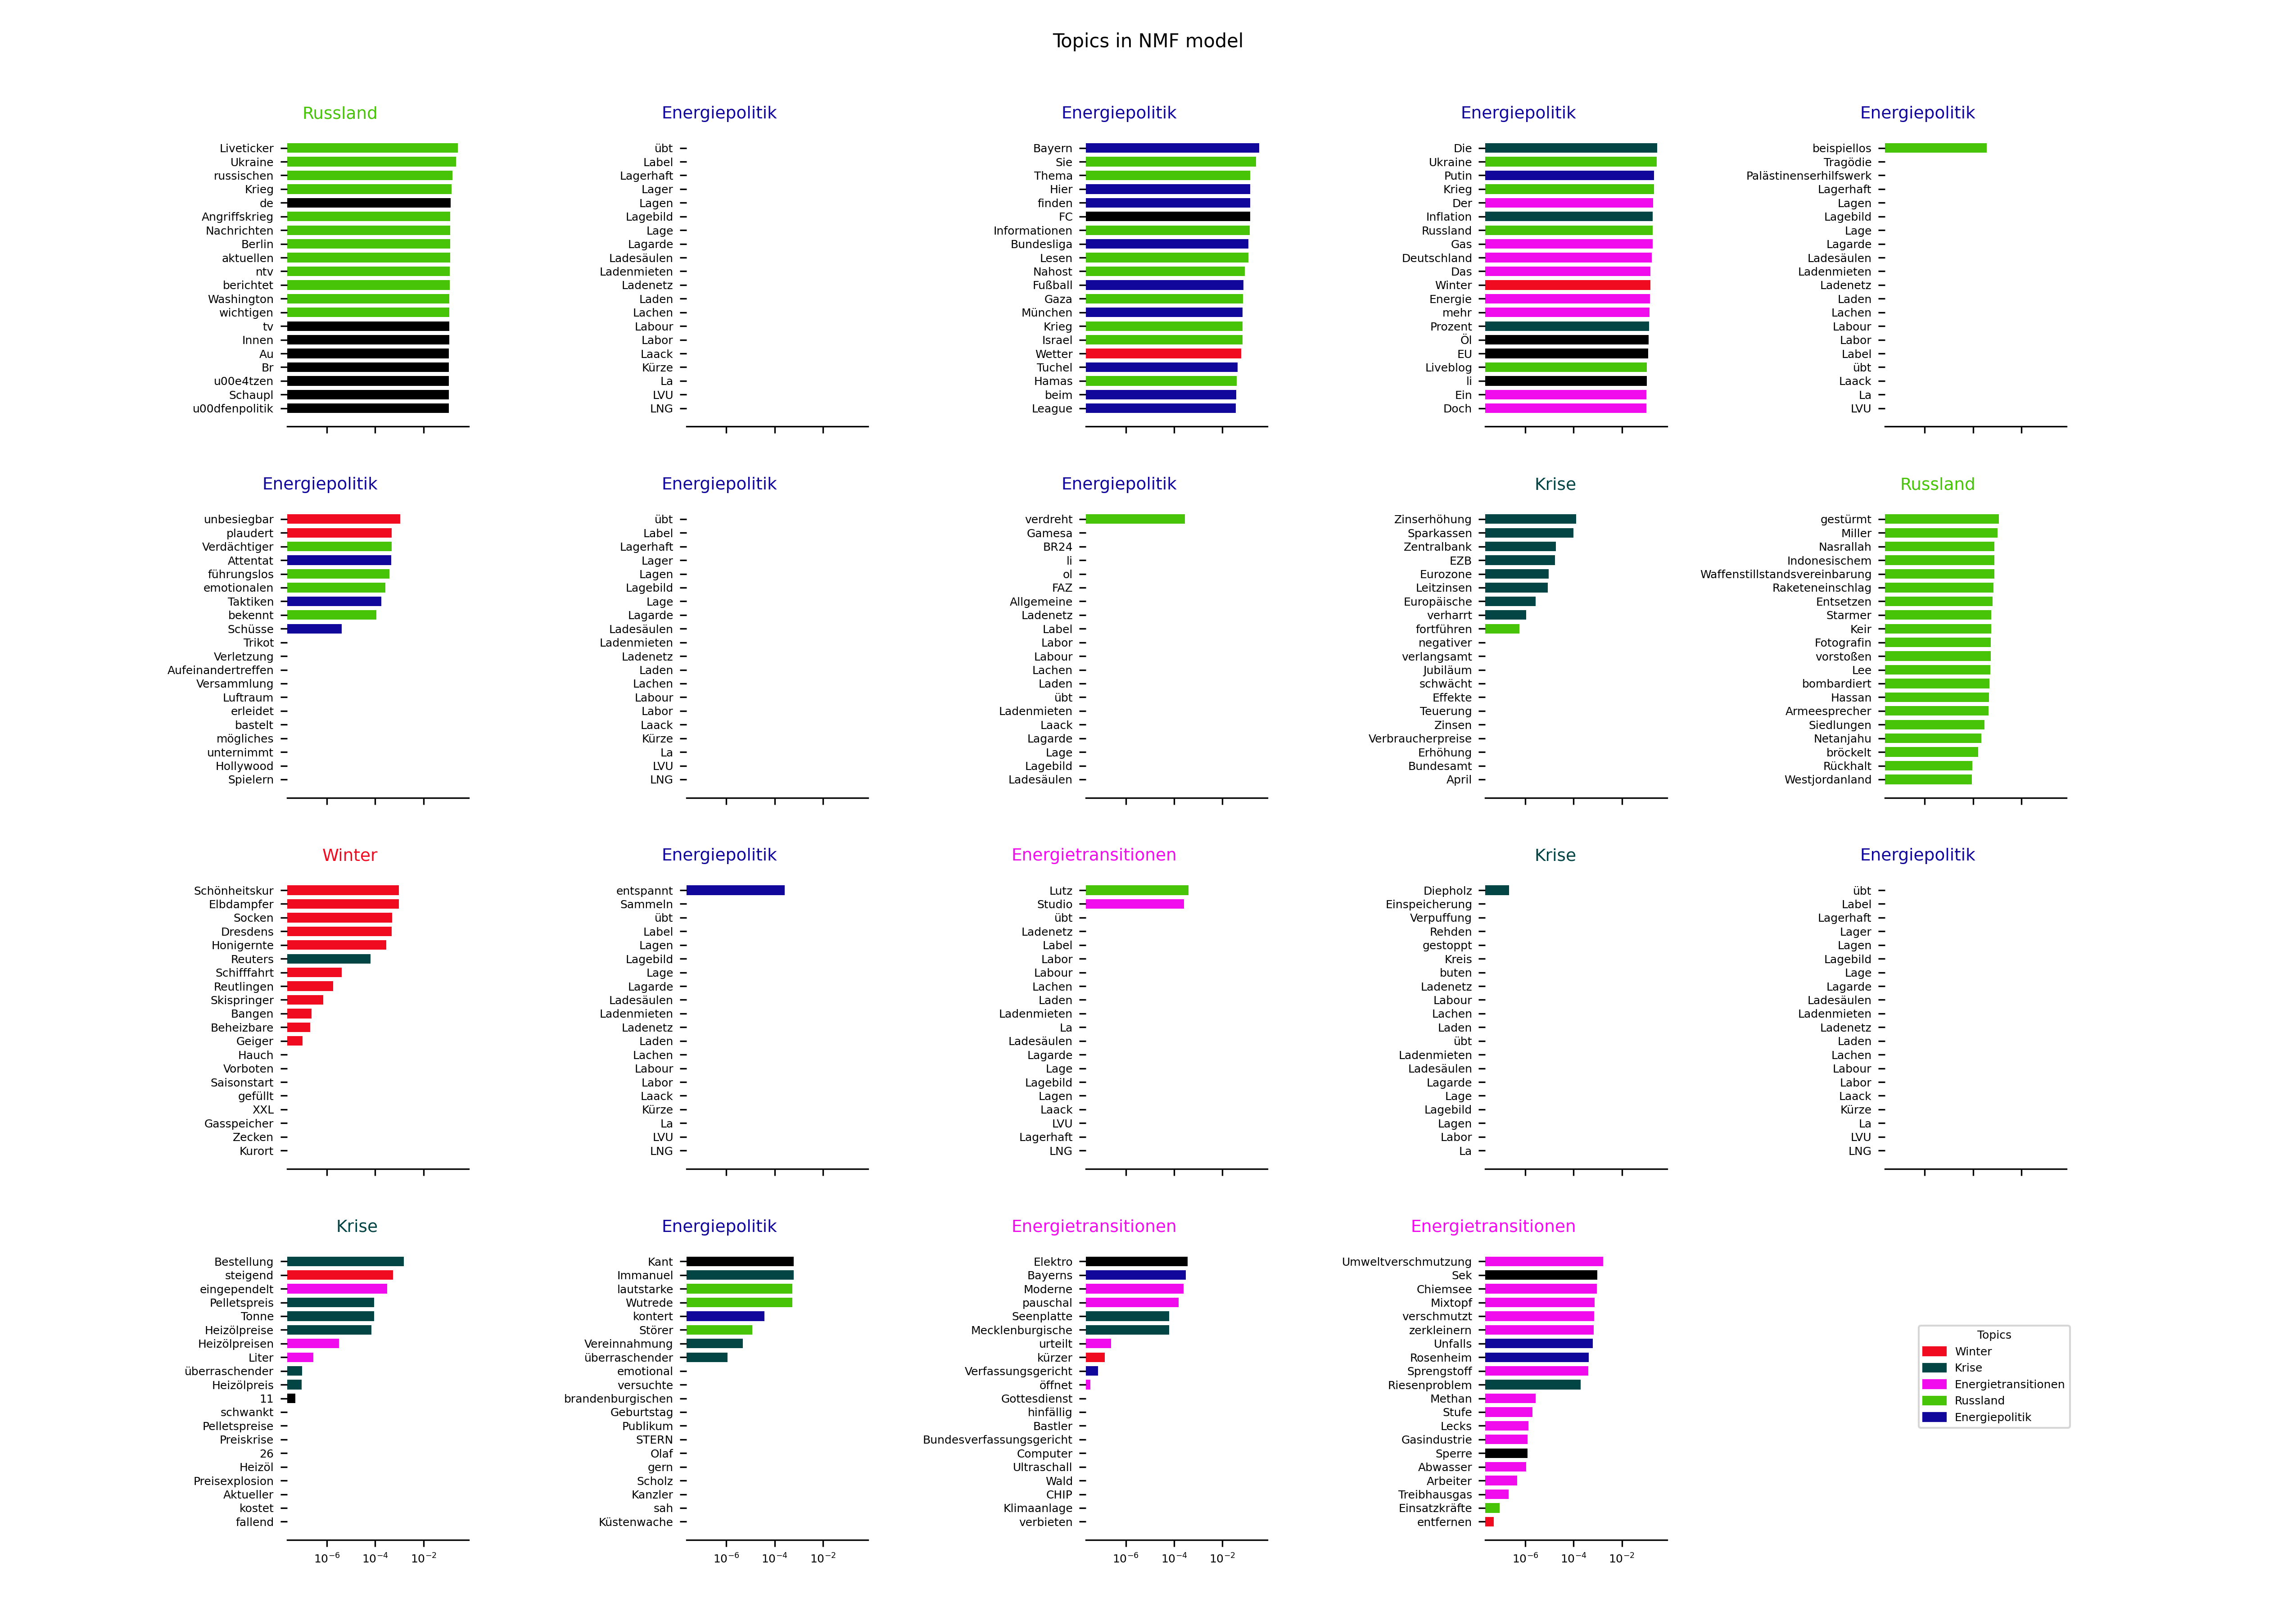 Topics in NMF model
Russland
Liveticker
Ukraine
russischen
Krieg
de
Angriffskrieg
Nachrichten
Berlin
aktuellen
ntv
berichtet
Washington
wichtigen
tv
Innen
Au
Br
u00e4tzen
Schaupl
u00dfenpolitik
Energiepolitik
übt
Label
Lagerhaft
Lager
Lagen
Lagebild
Lage
Lagarde
Ladesäulen
Ladenmieten
Ladenetz
Laden
Lachen
Labour
Labor
Laack
Kürze
La
LVU
LNG
Energiepolitik
Bayern
Sie
Thema
Hier
finden
FC
Informationen
Bundesliga
Lesen
Nahost
Fußball
Gaza
München
Krieg
Israel
Wetter
Tuchel
Hamas
beim
League
Energiepolitik
Die
Ukraine
Putin
Krieg
Der
Inflation
Russland
Gas
Deutschland
Das
Winter
Energie
mehr
Prozent
Öl
EU
Liveblog
li
Ein
Doch
Energiepolitik
beispiellos
Tragödie
Palästinenserhilfswerk
Lagerhaft
Lagen
Lagebild
Lage
Lagarde
Ladesäulen
Ladenmieten
Ladenetz
Laden
Lachen
Labour
Labor
Label
übt
Laack
La
LVU
Energiepolitik
unbesiegbar
plaudert
Verdächtiger
Attentat
führungslos
emotionalen
Taktiken
bekennt
Schüsse
Trikot
Verletzung
Aufeinandertreffen
Versammlung
Luftraum
erleidet
bastelt
mögliches
unternimmt
Hollywood
Spielern
Energiepolitik
übt
Label
Lagerhaft
Lager
Lagen
Lagebild
Lage
Lagarde
Ladesäulen
Ladenmieten
Ladenetz
Laden
Lachen
Labour
Labor
Laack
Kürze
La
LVU
LNG
Energiepolitik
verdreht
Gamesa
BR24
li
ol
FAZ
Allgemeine
Ladenetz
Label
Labor
Labour
Lachen
Laden
übt
Ladenmieten
Laack
Lagarde
Lage
Lagebild
Ladesäulen
Krise
Zinserhöhung
Sparkassen
Zentralbank
EZB
Eurozone
Leitzinsen
Europäische
verharrt
fortführen
negativer
verlangsamt
Jubiläum
schwächt
Effekte
Teuerung
Zinsen
Verbraucherpreise
Erhöhung
Bundesamt
April
Russland
gestürmt
Miller
Nasrallah
Indonesischem
Waffenstillstandsvereinbarung
Raketeneinschlag
Entsetzen
Starmer
Keir
Fotografin
vorstoßen
Lee
bombardiert
Hassan
Armeesprecher
Siedlungen
Netanjahu
bröckelt
Rückhalt
Westjordanland
Winter
Schönheitskur
Elbdampfer
Socken
Dresdens
Honigernte
Reuters
Schifffahrt
Reutlingen
Skispringer
Bangen
Beheizbare
Geiger
Hauch
Vorboten
Saisonstart
gefüllt
XXL
Gasspeicher
Zecken
Kurort
Energiepolitik
entspannt
Sammeln
übt
Label
Lagen
Lagebild
Lage
Lagarde
Ladesäulen
Ladenmieten
Ladenetz
Laden
Lachen
Labour
Labor
Laack
Kürze
La
LVU
LNG
Energietransitionen
Lutz
Studio
übt
Ladenetz
Label
Labor
Labour
Lachen
Laden
Ladenmieten
La
Ladesäulen
Lagarde
Lage
Lagebild
Lagen
Laack
LVU
Lagerhaft
LNG
Krise
Diepholz
Einspeicherung
Verpuffung
Rehden
gestoppt
Kreis
buten
Ladenetz
Labour
Lachen
Laden
übt
Ladenmieten
Ladesäulen
Lagarde
Lage
Lagebild
Lagen
Labor
La
Energiepolitik
übt
Label
Lagerhaft
Lager
Lagen
Lagebild
Lage
Lagarde
Ladesäulen
Ladenmieten
Ladenetz
Laden
Lachen
Labour
Labor
Laack
Kürze
La
LVU
LNG
Krise
Bestellung
steigend
eingependelt
Pelletspreis
Tonne
Heizölpreise
Heizölpreisen
Liter
überraschender
Heizölpreis
11
schwankt
Pelletspreise
Preiskrise
26
Heizöl
Preisexplosion
Aktueller
kostet
fallend
10⁻⁶ 10⁻⁴ 10⁻²
Energiepolitik
Kant
Immanuel
lautstarke
Wutrede
kontert
Störer
Vereinnahmung
überraschender
emotional
versuchte
brandenburgischen
Geburtstag
Publikum
STERN
Olaf
gern
Scholz
Kanzler
sah
Küstenwache
10⁻⁶ 10⁻⁴ 10⁻²
Energietransitionen
Elektro
Bayerns
Moderne
pauschal
Seenplatte
Mecklenburgische
urteilt
kürzer
Verfassungsgericht
öffnet
Gottesdienst
hinfällig
Bastler
Bundesverfassungsgericht
Computer
Ultraschall
Wald
CHIP
Klimaanlage
verbieten
10⁻⁶ 10⁻⁴ 10⁻²
Energietransitionen
Umweltverschmutzung
Sek
Chiemsee
Mixtopf
verschmutzt
zerkleinern
Unfalls
Rosenheim
Sprengstoff
Riesenproblem
Methan
Stufe
Lecks
Gasindustrie
Sperre
Abwasser
Arbeiter
Treibhausgas
Einsatzkräfte
entfernen
10⁻⁶ 10⁻⁴ 10⁻²
Topics
Winter
Krise
Energietransitionen
Russland
Energiepolitik